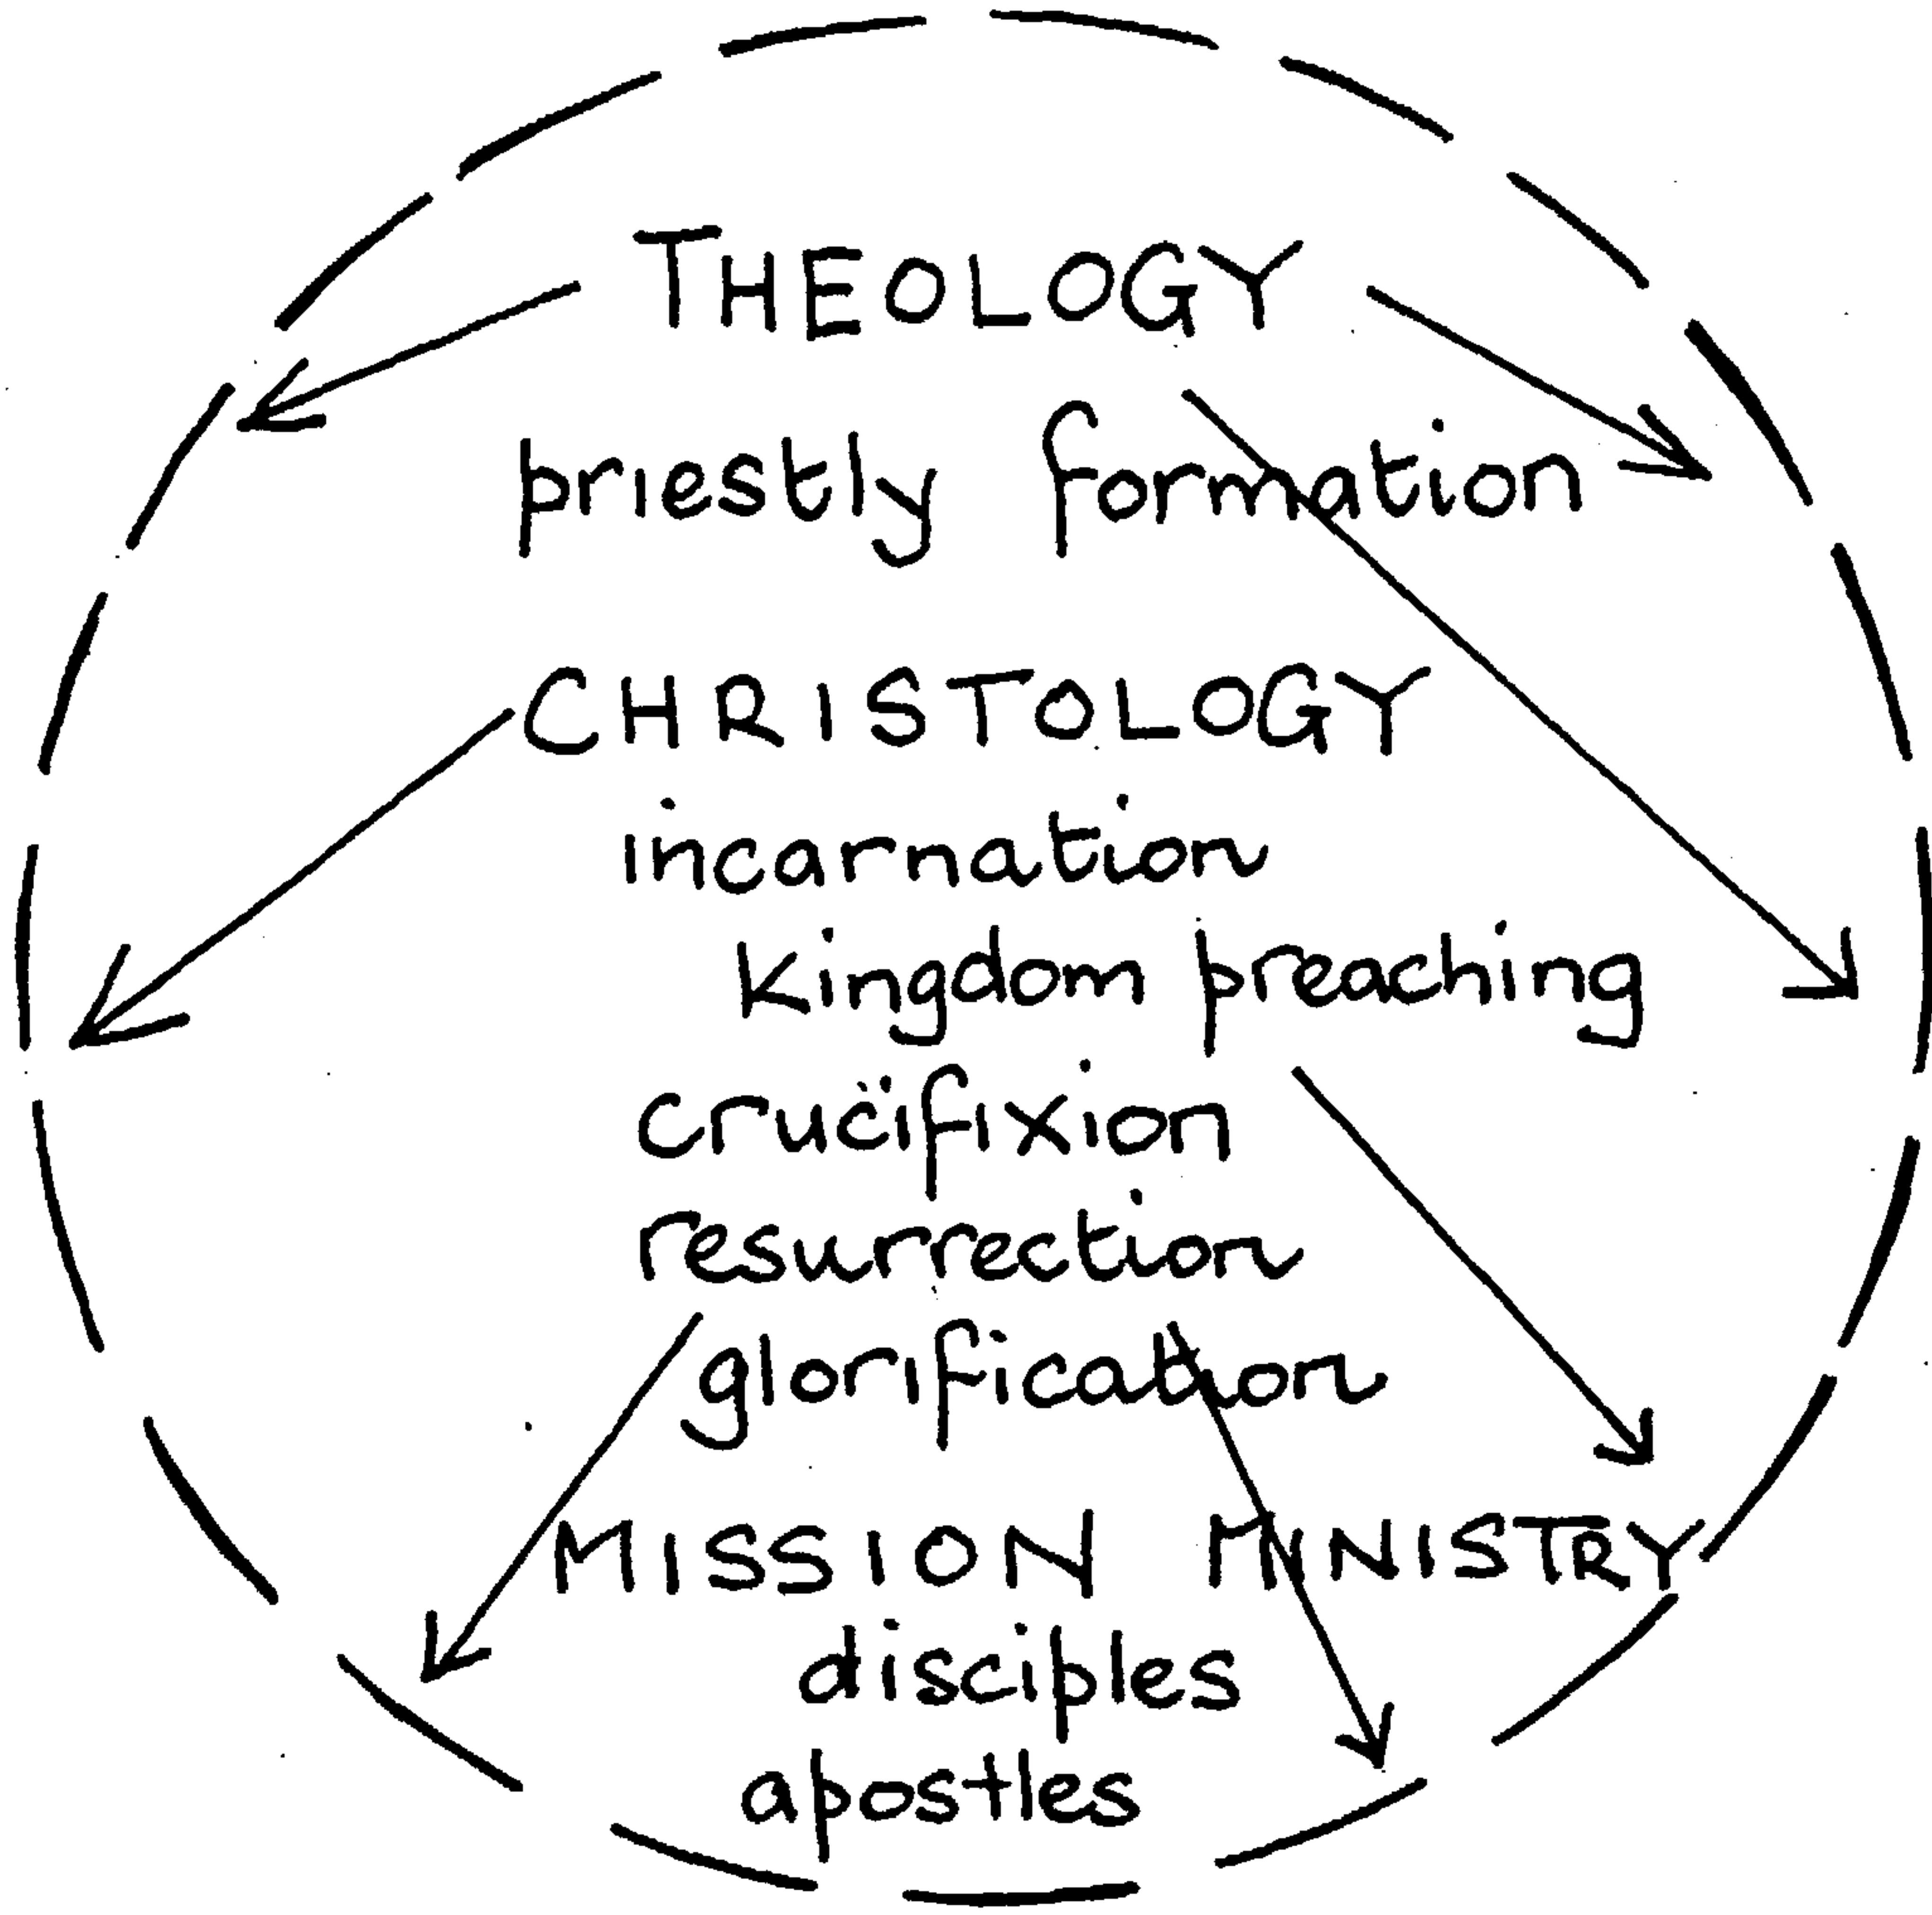 THEOLOGY
priestly formation
CHRISTOLOGY
incarnation
kingdom preaching
crucifixion
resurrection
glorification
MISSION MINISTRY
disciples
apostles